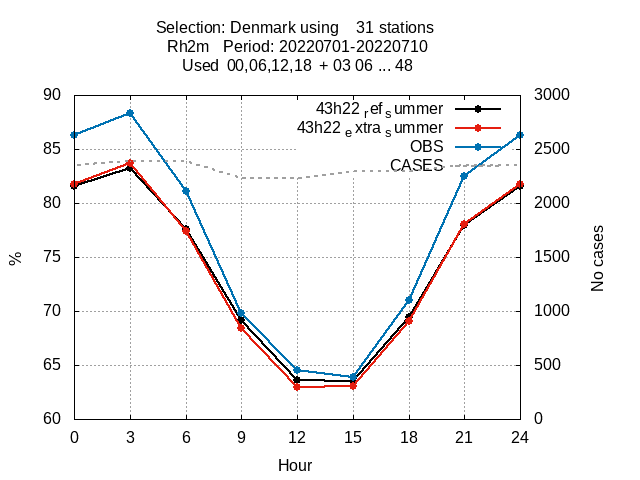 Selection: Denmark using 31 stations
Rh2m Period: 20220701-20220710
Used 00,06,12,18 + 03 06 ... 48
90 3000
43h22 ref summer
43h22 extra summer
OBS
85 2500
CASES
80 2000
75 1500
% No cases
70 1000
65 500
60 0
0 3 6 9 12 15 18 21 24
Hour